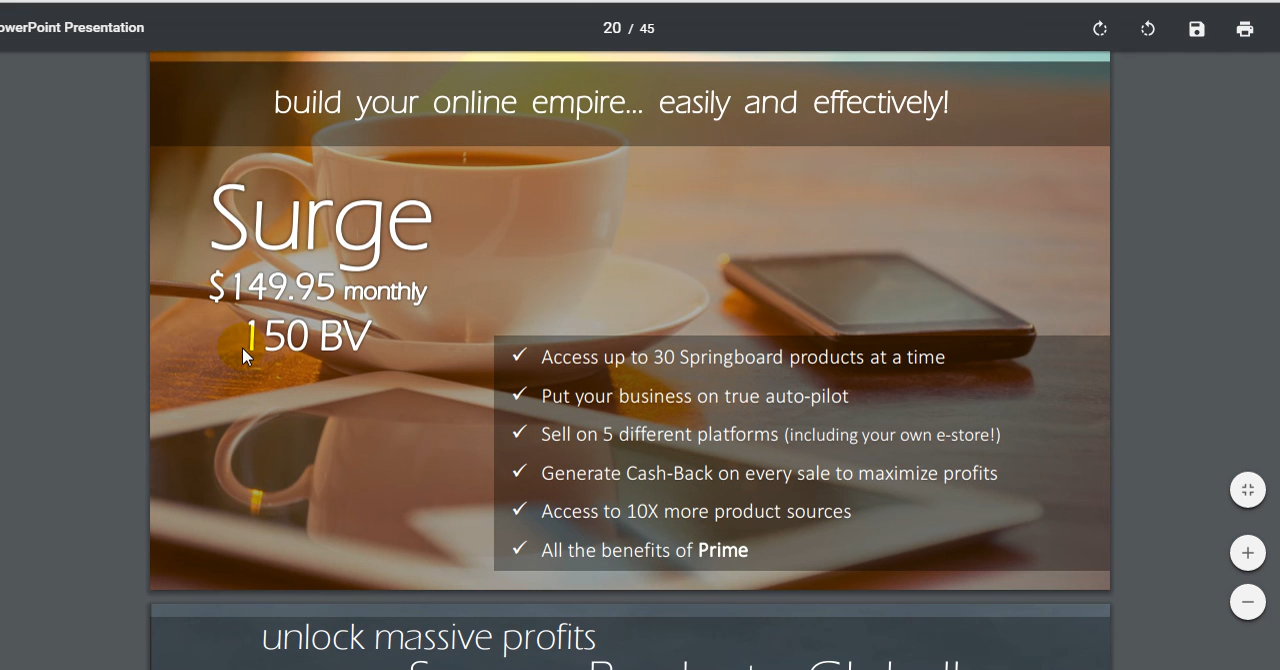 owerPoint Presentation
20 / 45
build your online empire... easily and effectively!
Surge
$149.95 monthly
150 BV
✓ Access up to 30 Springboard products at a time
✓ Put your business on true auto-pilot
✓ Sell on 5 different platforms (including your own e-store!)
✓ Generate Cash-Back on every sale to maximize profits
✓ Access to 10X more product sources
✓ All the benefits of Prime
unlock massive profits